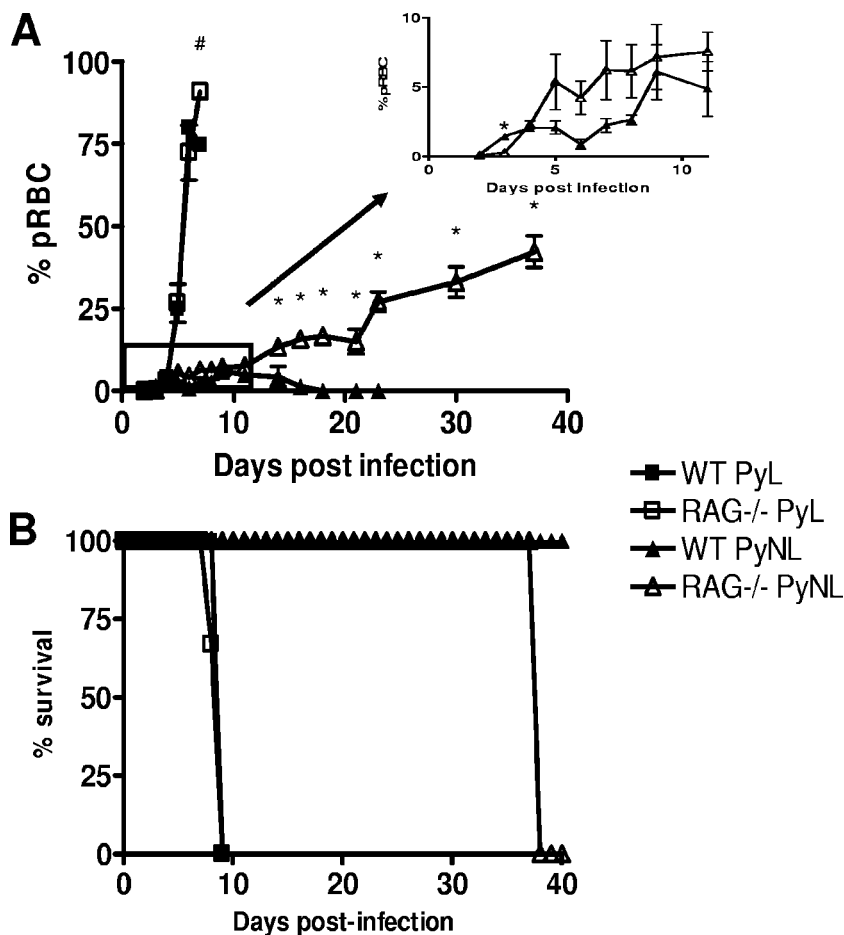 A
#
100
75
50
25
0
% pRBC
0 10 20 30 40
Days post infection
* * * * * * *
10
5
0
%pRBC
*
0 5 10
Days post Infection
WT PyL
RAG-/- PyL
WT PyNL
RAG-/- PyNL
B
100
75
50
25
0
% survival
0 10 20 30 40
Days post-infection